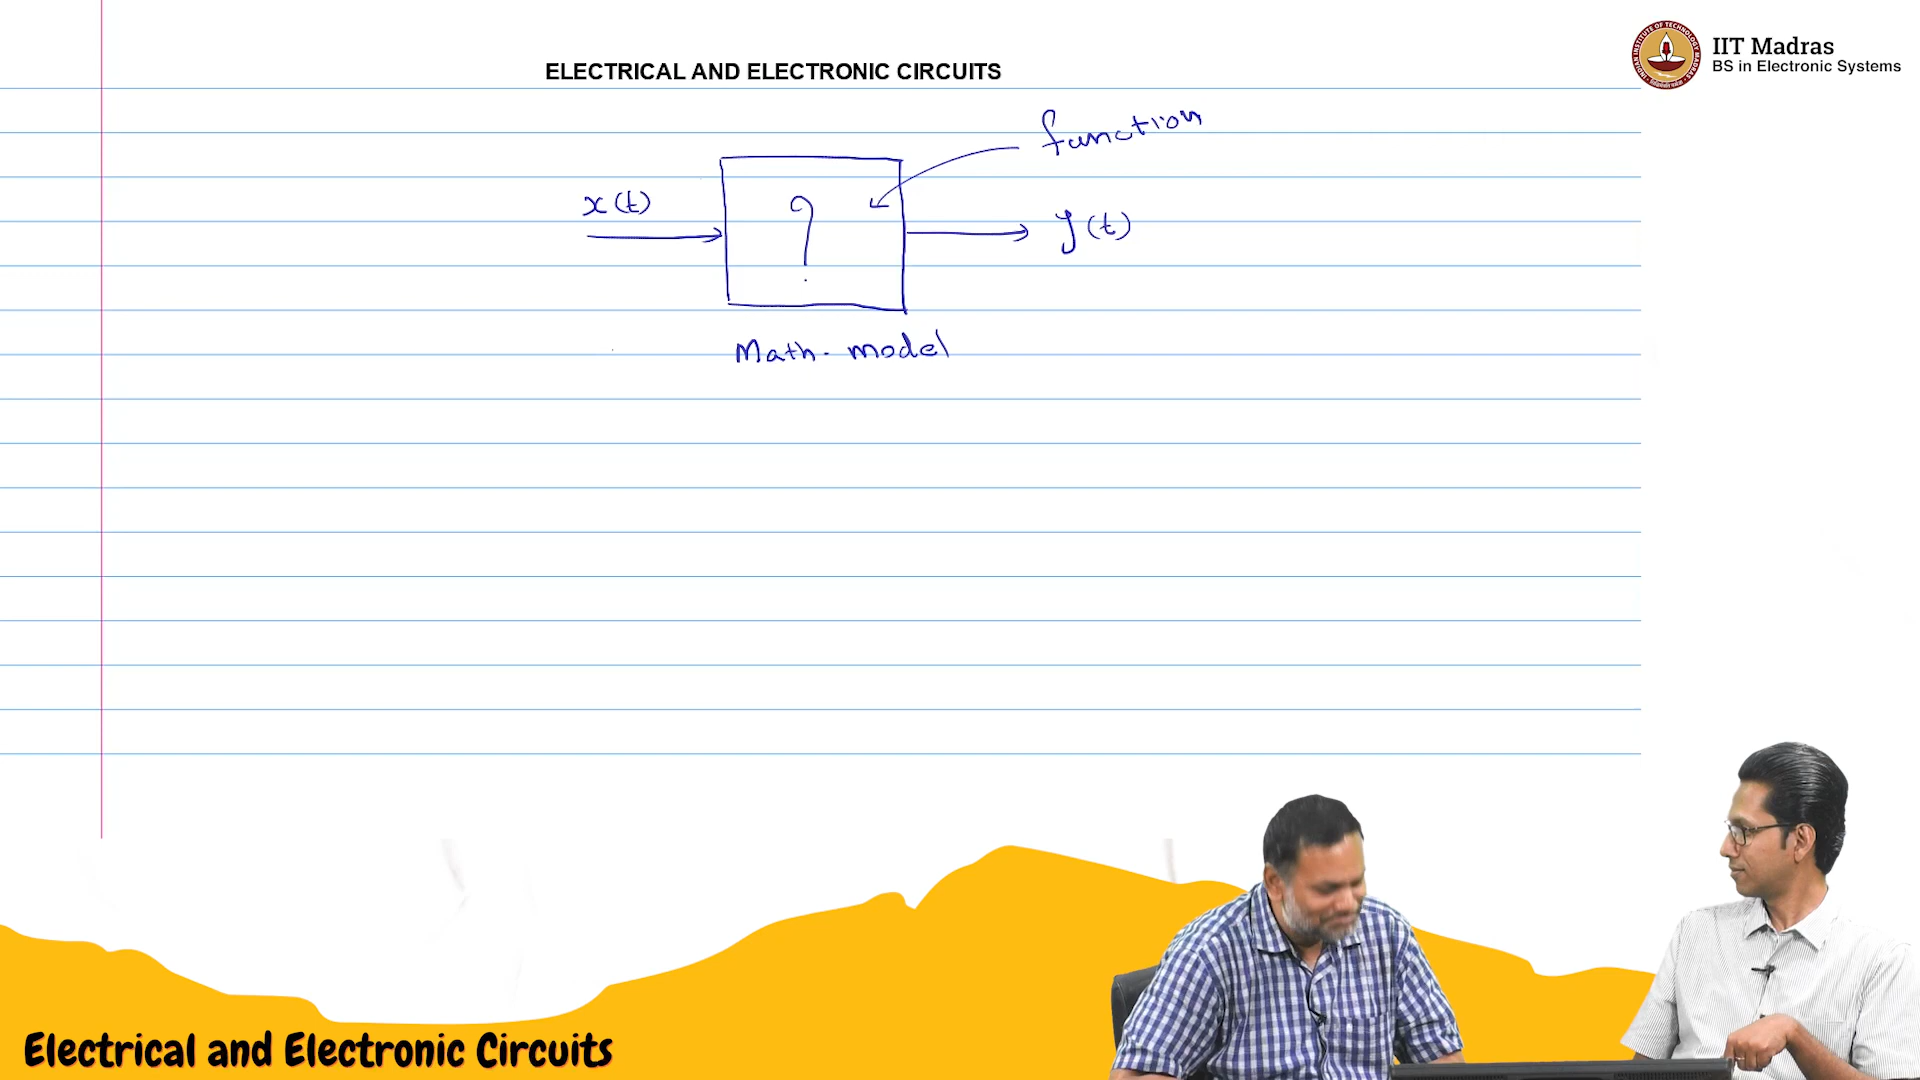 IIT Madras
BS in Electronic Systems
ELECTRICAL AND ELECTRONIC CIRCUITS
function
x(t)
?
y(t)
Math. model
Electrical and Electronic Circuits